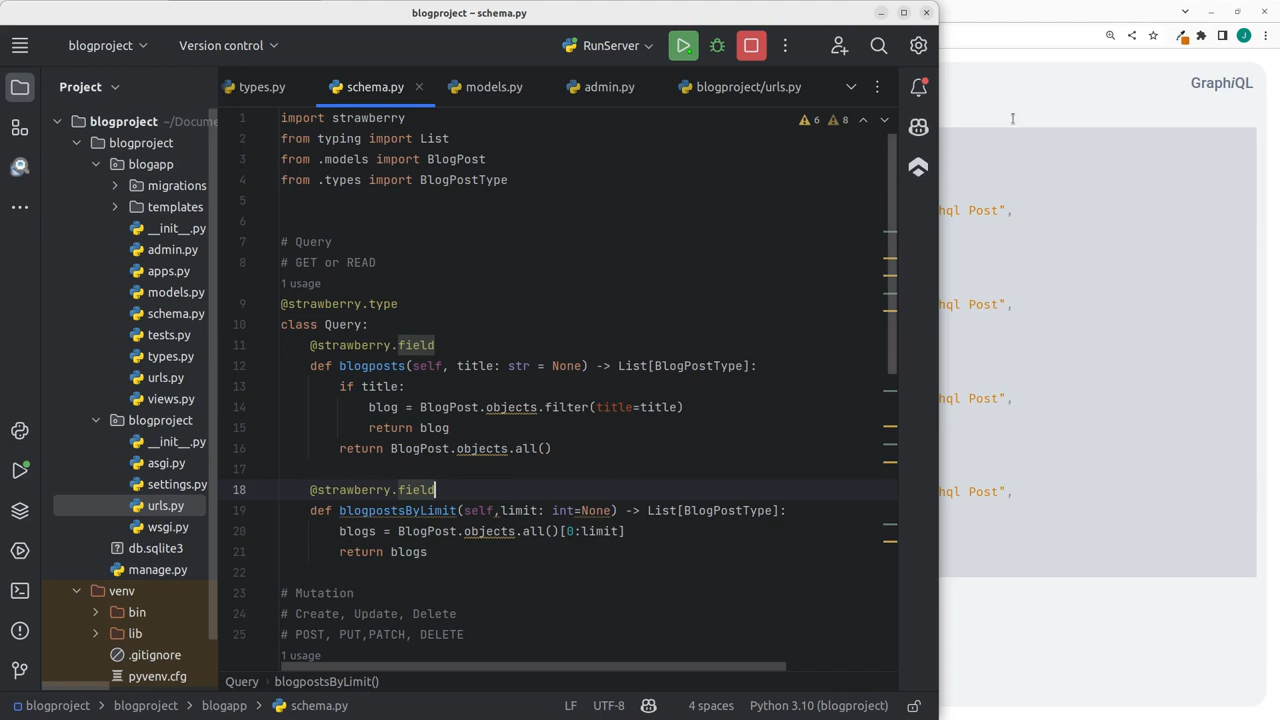 blogproject – schema.py
blogproject
Version control
RunServer
J
Project
types.py
schema.py
models.py
admin.py
blogproject/urls.py
GraphiQL
blogproject ~/Docume
blogproject
blogapp
migrations
templates
__init__.py
admin.py
apps.py
models.py
schema.py
tests.py
types.py
urls.py
views.py
blogproject
__init__.py
asgi.py
settings.py
urls.py
wsgi.py
db.sqlite3
manage.py
venv
bin
lib
.gitignore
pyvenv.cfg
6 8
1 import strawberry
2 from typing import List
3 from .models import BlogPost
4 from .types import BlogPostType
5
6
7 # Query
8 # GET or READ
1 usage
9 @strawberry.type
10 class Query:
11 @strawberry.field
12 def blogposts(self, title: str = None) -> List[BlogPostType]:
13 if title:
14 blog = BlogPost.objects.filter(title=title)
15 return blog
16 return BlogPost.objects.all()
17
18 @strawberry.field
19 def blogpostsByLimit(self,limit: int=None) -> List[BlogPostType]:
20 blogs = BlogPost.objects.all()[0:limit]
21 return blogs
22
23 # Mutation
24 # Create, Update, Delete
25 # POST, PUT,PATCH, DELETE
1 usage
hql Post",
hql Post",
hql Post",
hql Post",
Query
blogpostsByLimit()
blogproject
blogproject
blogapp
schema.py
LF
UTF-8
4 spaces
Python 3.10 (blogproject)